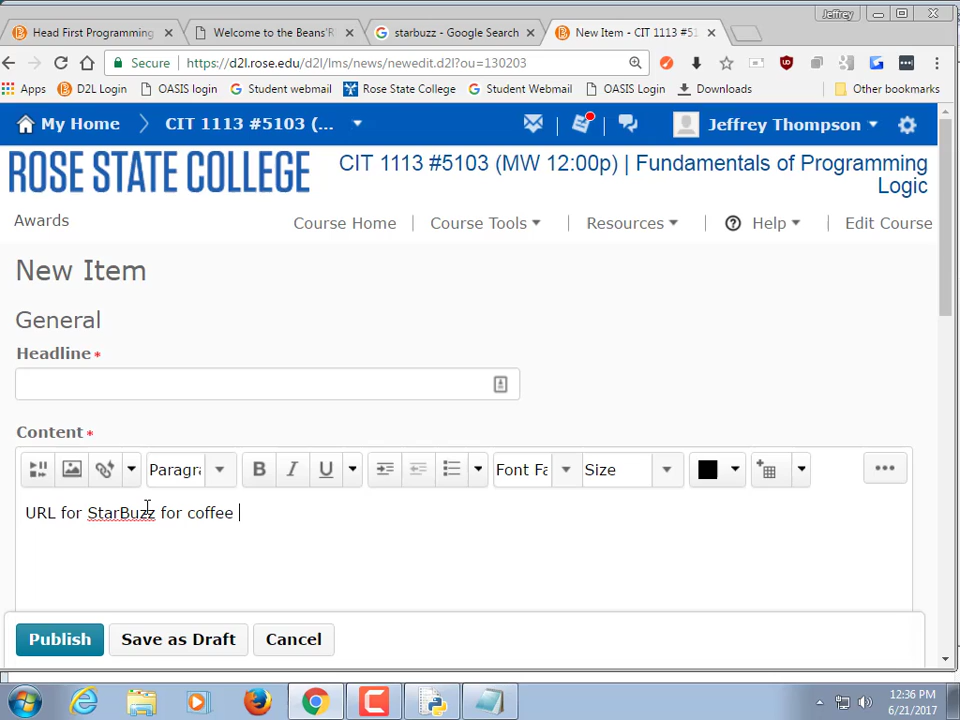 Jeffrey
Head First Programming
Welcome to the Beans'R
starbuzz - Google Search
New Item - CIT 1113 #51
Secure
https://d2l.rose.edu/d2l/lms/news/newedit.d2l?ou=130203
Apps
D2L Login
OASIS login
Student webmail
Rose State College
Student Webmail
OASIS Login
Downloads
Other bookmarks
My Home
CIT 1113 #5103 (...
Jeffrey Thompson
ROSE STATE COLLEGE
CIT 1113 #5103 (MW 12:00p) | Fundamentals of Programming
Logic
Awards
Course Home
Course Tools
Resources
Help
Edit Course
New Item
General
Headline *
Content *
Paragra
B I U
Font Fa
Size
URL for StarBuzz for coffee
Publish
Save as Draft
Cancel
12:36 PM
6/21/2017